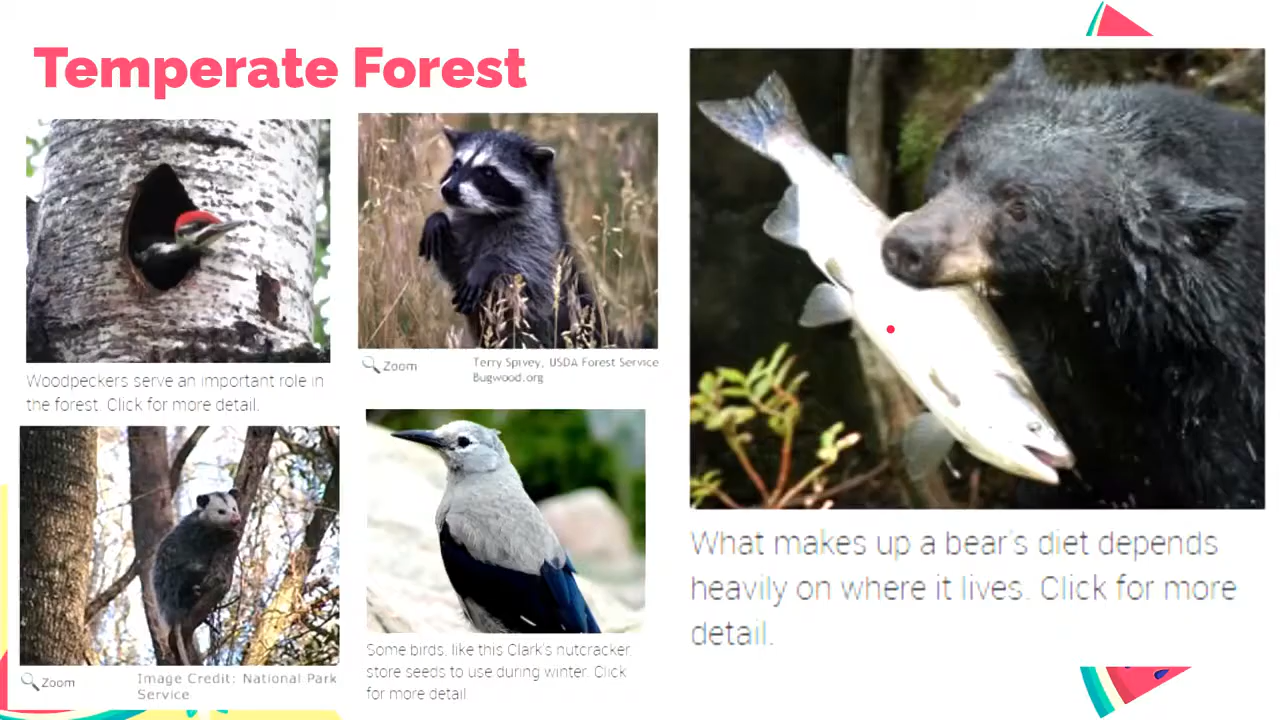 Temperate Forest
Woodpeckers serve an important role in
the forest. Click for more detail.
Zoom
Terry Spivey, USDA Forest Service
Bugwood.org
Zoom
Image Credit: National Park
Service
Some birds, like this Clark's nutcracker,
store seeds to use during winter. Click
for more detail.
What makes up a bear's diet depends
heavily on where it lives. Click for more
detail.